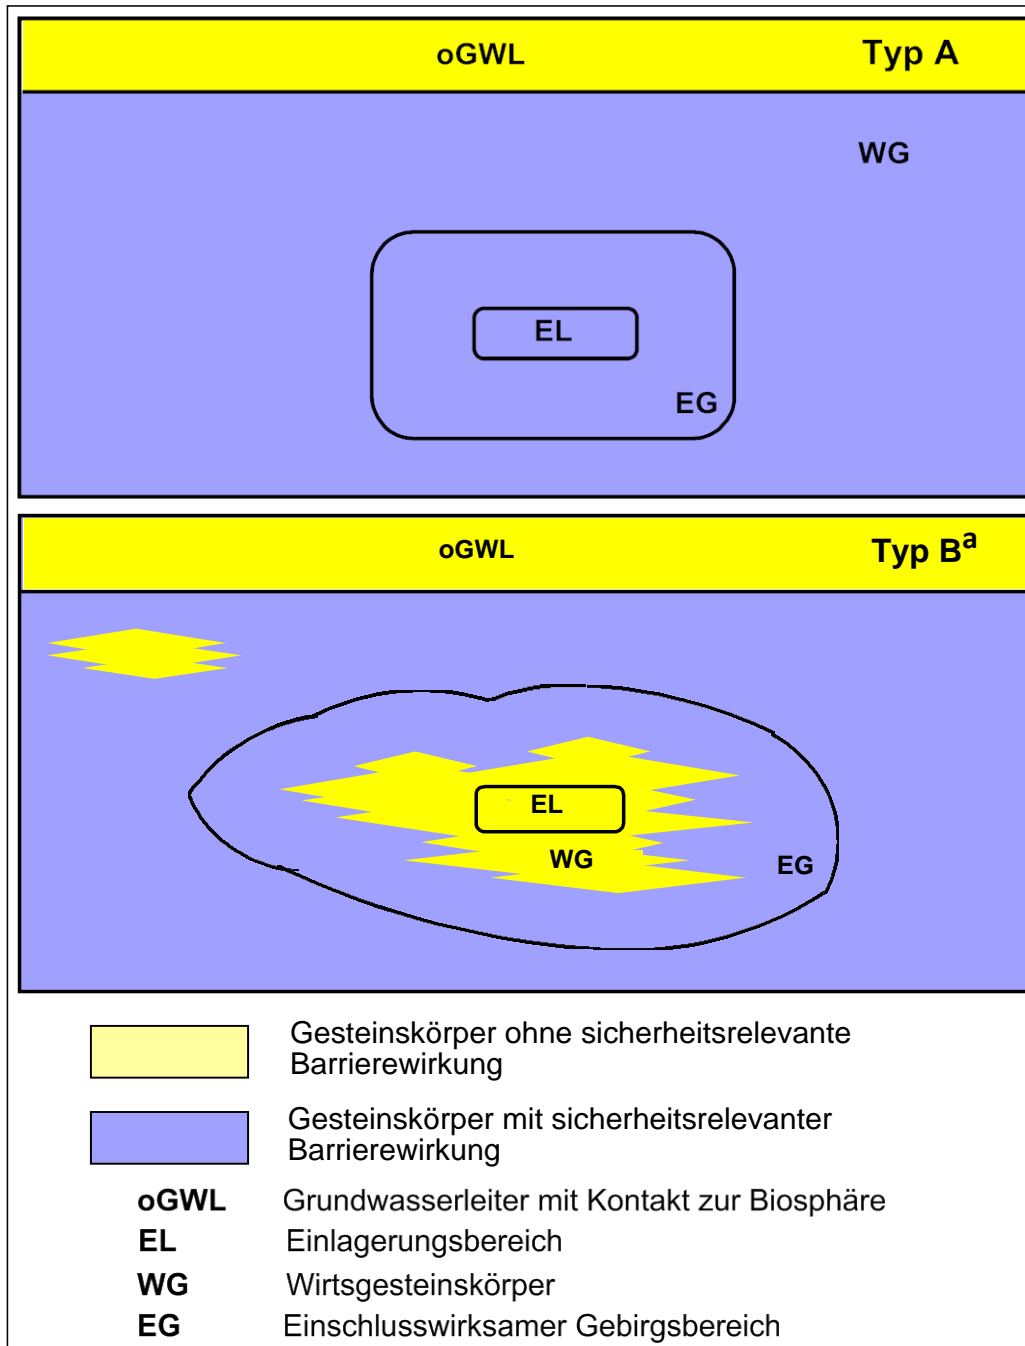 oGWL Typ A
WG
EL
EG
oGWL Typ Bª
EL
WG
EG
Gesteinskörper ohne sicherheitsrelevante
Barrierewirkung
Gesteinskörper mit sicherheitsrelevanter
Barrierewirkung
oGWL Grundwasserleiter mit Kontakt zur Biosphäre
EL Einlagerungsbereich
WG Wirtsgesteinskörper
EG Einschlusswirksamer Gebirgsbereich